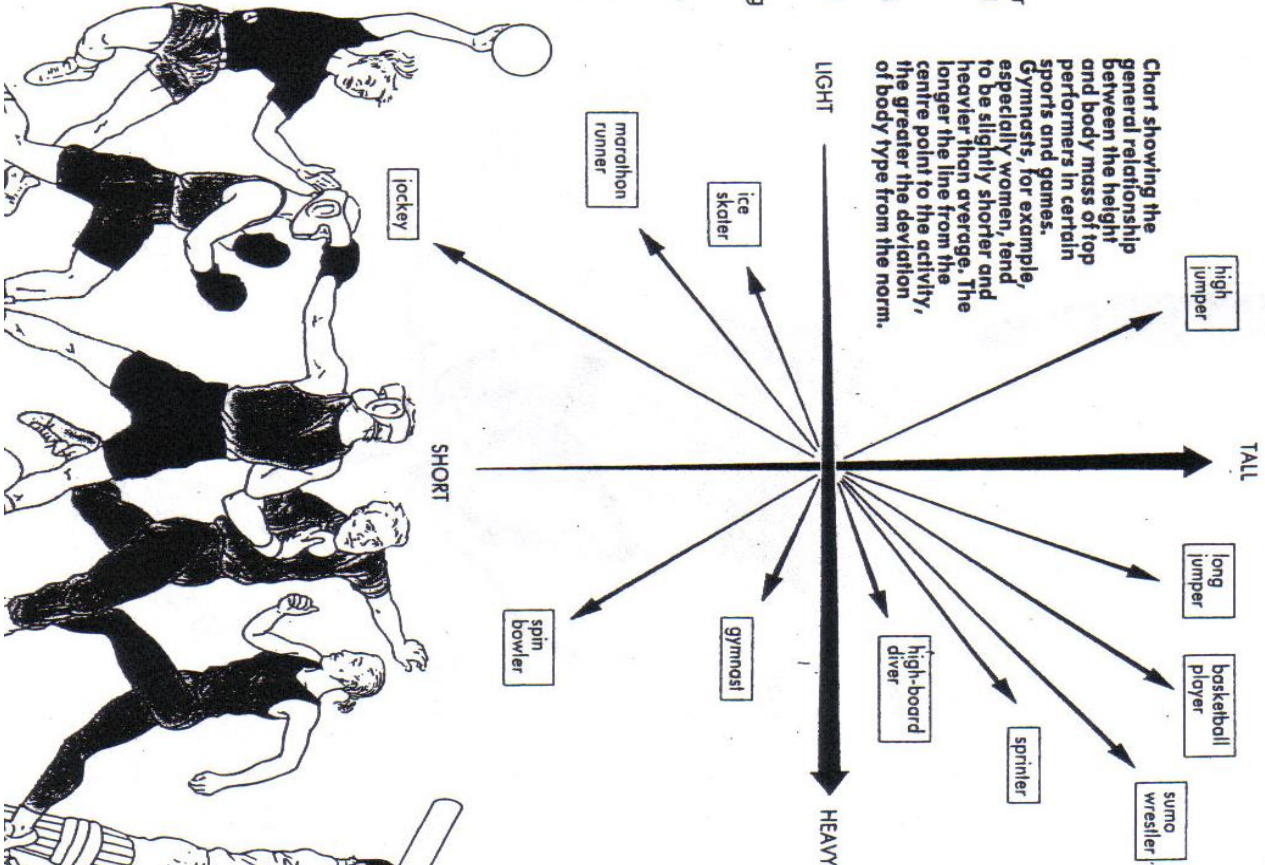 TALL
high
jumper
long
jumper
basketball
player
sumo
wrestler
Chart showing the
general relationship
between the height
and body mass of top
performers in certain
sports and games.
Gymnasts, for example,
especially women, tend
to be slightly shorter and
heavier than average. The
longer the line from the
centre point to the activity,
the greater the deviation
of body type from the norm.
sprinter
high-board
diver
LIGHT
HEAVY
ice
skater
gymnast
marathon
runner
spin
bowler
SHORT
jockey